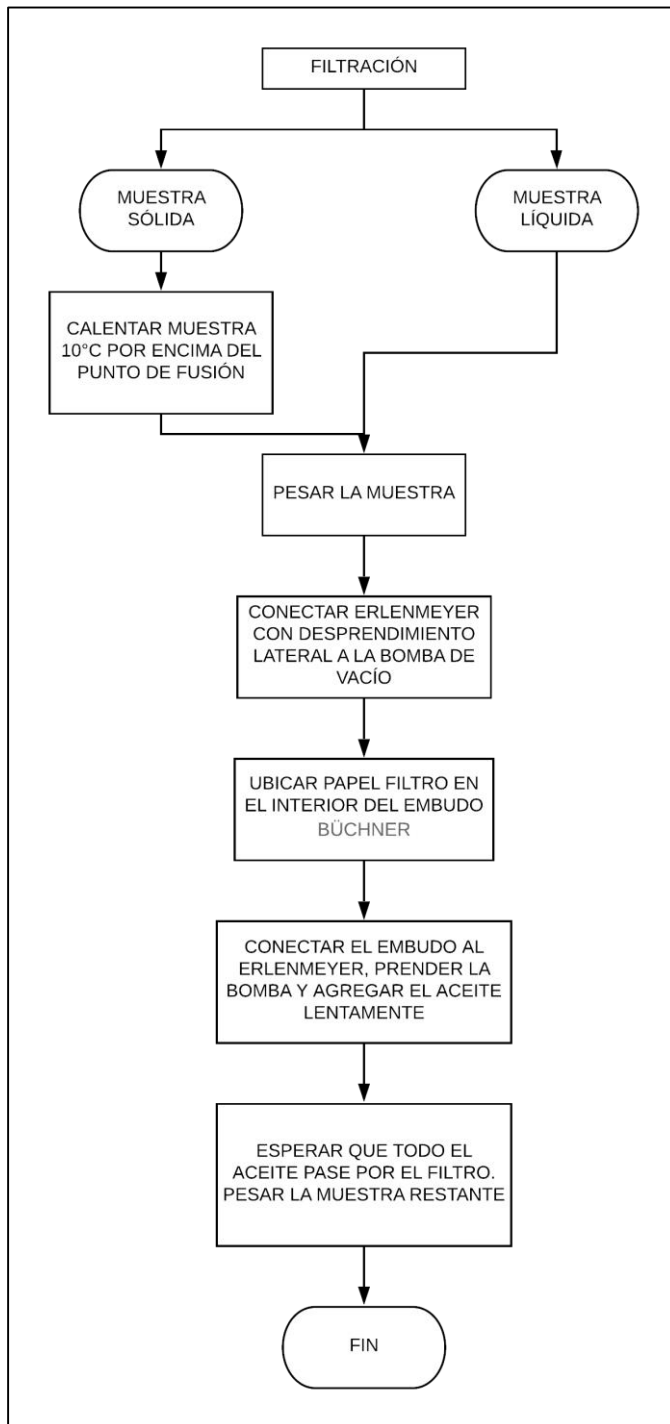 FILTRACIÓN
MUESTRA
SÓLIDA
MUESTRA
LÍQUIDA
CALENTAR MUESTRA
10°C POR ENCIMA DEL
PUNTO DE FUSIÓN
PESAR LA MUESTRA
CONECTAR ERLENMEYER
CON DESPRENDIMIENTO
LATERAL A LA BOMBA DE
VACÍO
UBICAR PAPEL FILTRO EN
EL INTERIOR DEL EMBUDO
BÜCHNER
CONECTAR EL EMBUDO AL
ERLENMEYER, PRENDER LA
BOMBA Y AGREGAR EL ACEITE
LENTAMENTE
ESPERAR QUE TODO EL
ACEITE PASE POR EL FILTRO.
PESAR LA MUESTRA RESTANTE
FIN